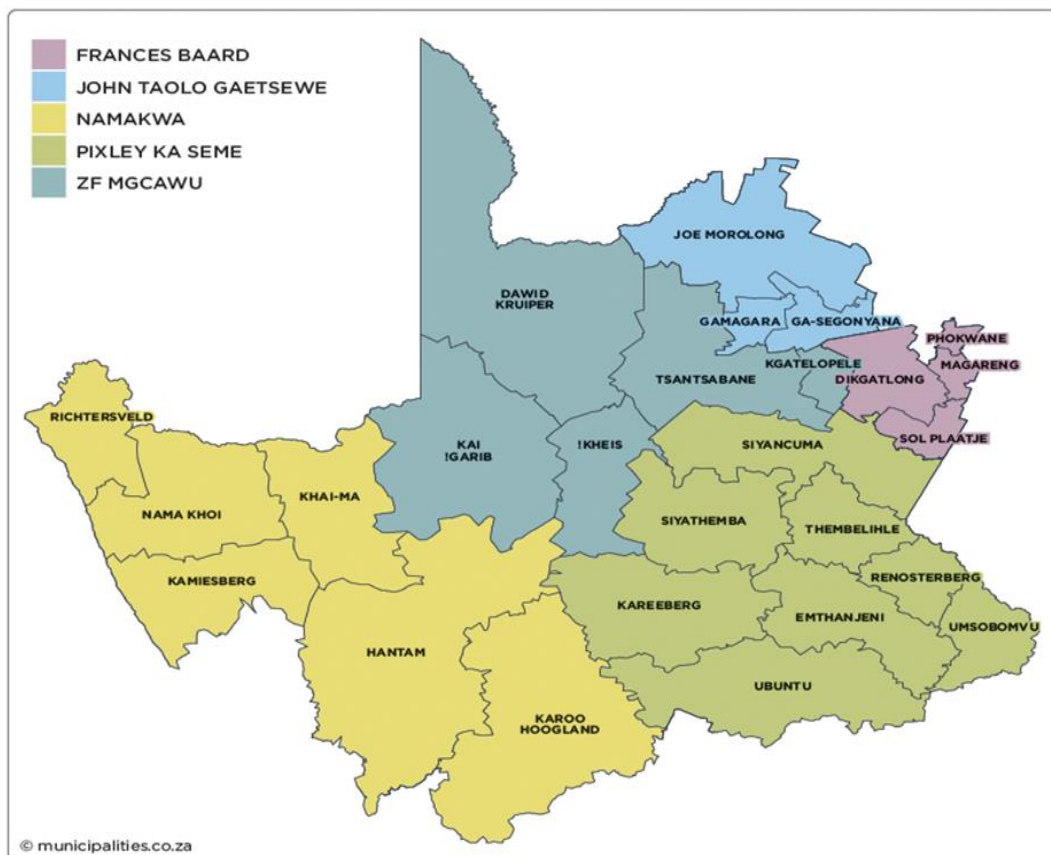 FRANCES BAARD
JOHN TAOLO GAETSEWE
NAMAKWA
PIXLEY KA SEME
ZF MGCAWU
JOE MOROLONG
DAWID
KRUIPER
GAMAGARA
GA-SEGONYANA
PHOKWANE
KGATELOPELE
MAGARENG
TSANTSABANE
DIKGATLONG
RICHTERSVELD
SOL PLAATJE
KAI
!GARIB
!KHEIS
SIYANCUMA
KHAI-MA
NAMA KHOI
SIYATHEMBA
THEMBELIHLE
KAMIESBERG
RENOSTERBERG
KAREEBERG
EMTHANJENI
UMSOBOMVU
HANTAM
UBUNTU
KAROO
HOOGLAND
© municipalities.co.za